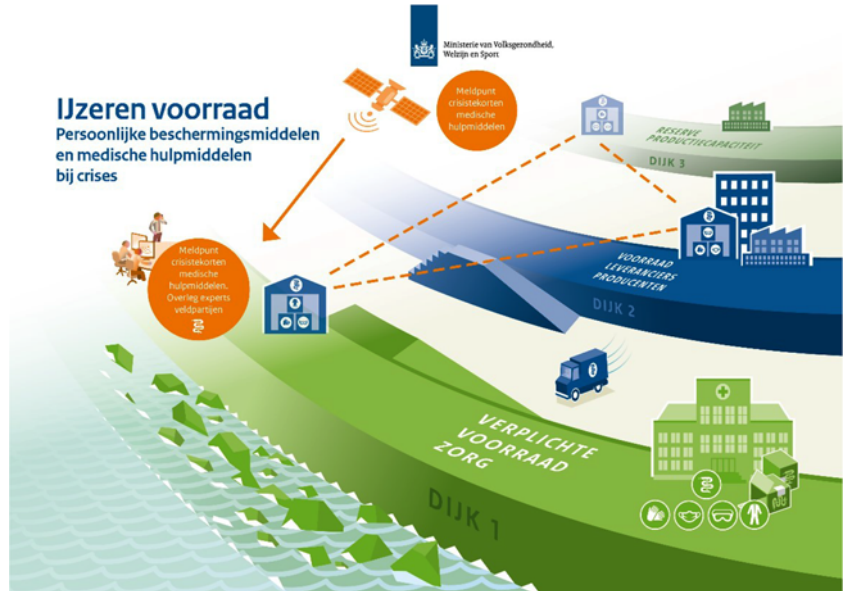 Ministerie van Volksgezondheid,
Welzijn en Sport
IJzeren voorraad
Persoonlijke beschermingsmiddelen
en medische hulpmiddelen
bij crises
Meldpunt
crisistekorten
medische
hulpmiddelen
RESERVE
PRODUCTIECAPACITEIT
DIJK 3
Meldpunt
crisistekorten
medische
hulpmiddelen.
Overleg experts
veldpartijen
VOORRAAD
LEVERANCIERS
PRODUCENTEN
DIJK 2
VERPLICHTE
VOORRAAD
ZORG
DIJK 1